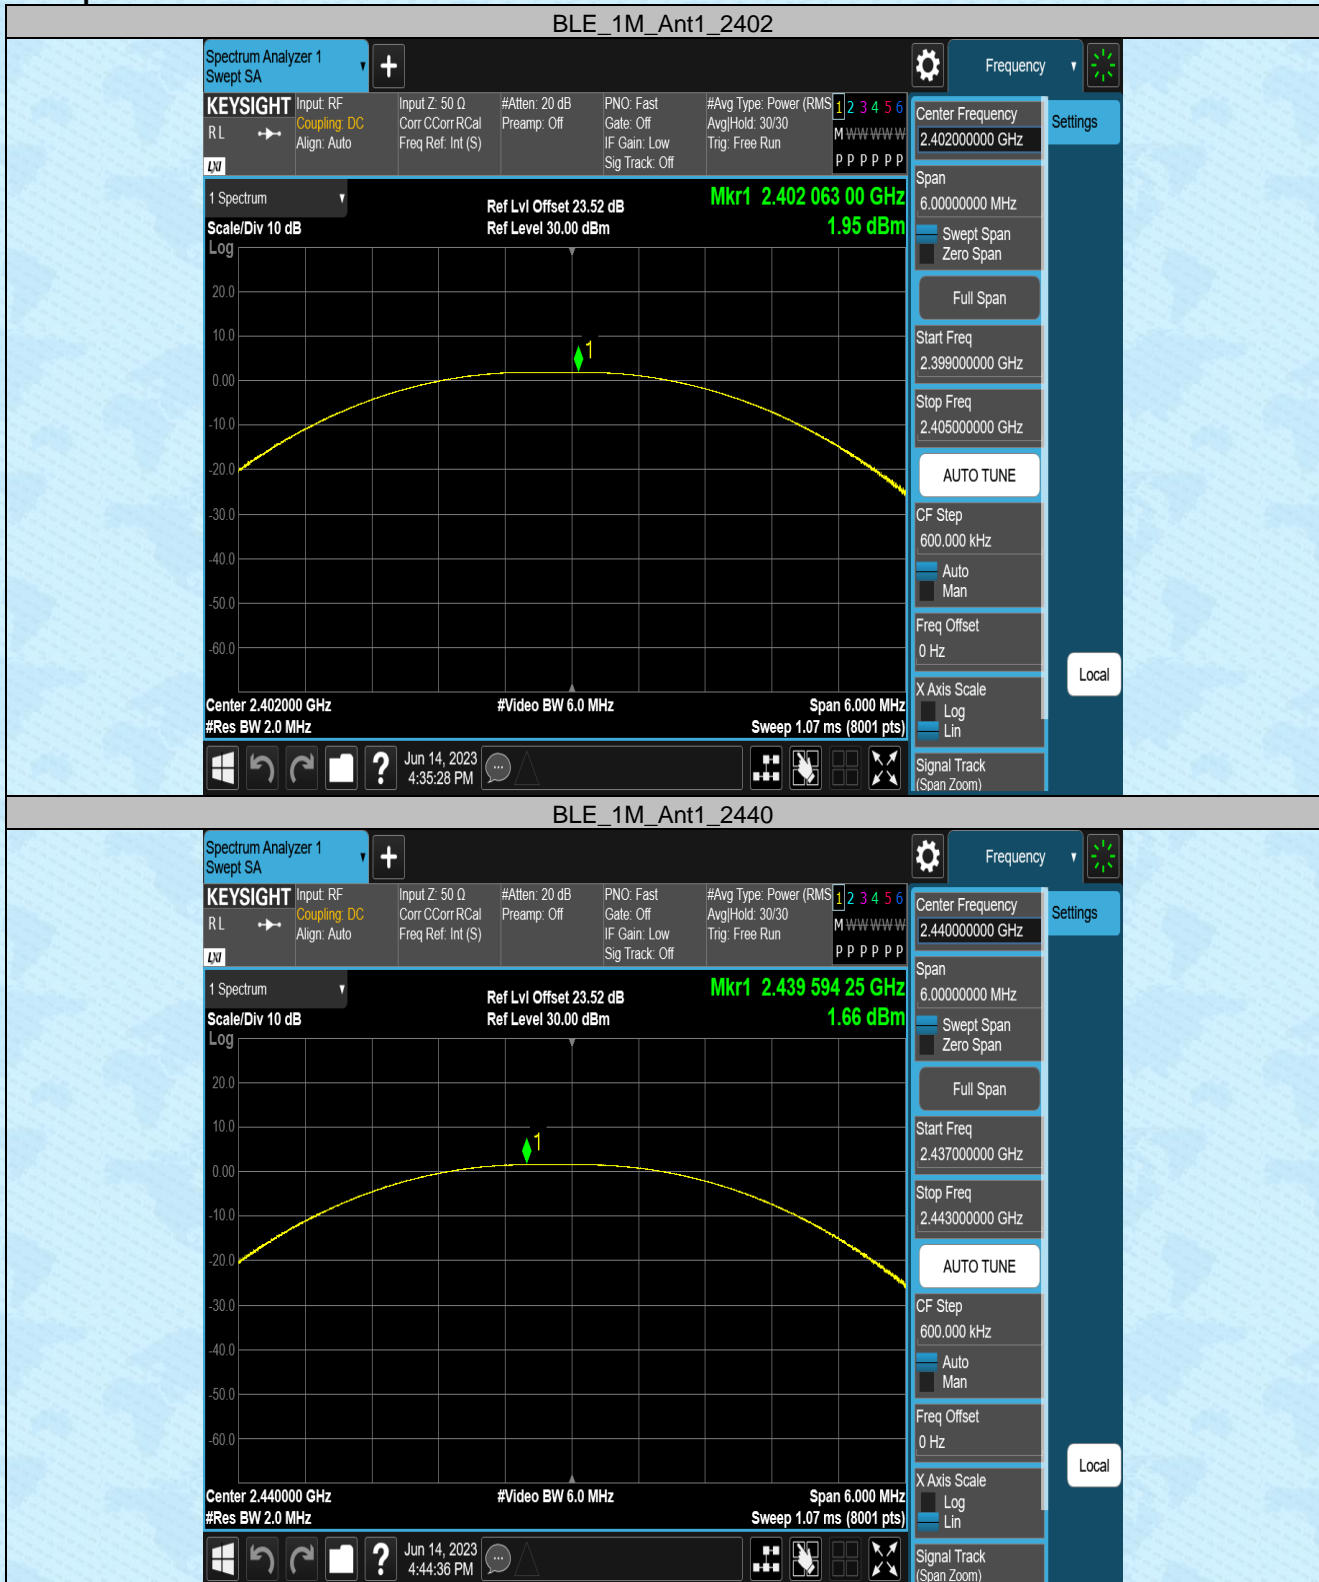 BLE_1M_Ant1_2402
Spectrum Analyzer 1
Swept SA
Frequency
KEYSIGHT
R L
LXI
Input: RF
Coupling: DC
Align: Auto
Input Z: 50 Ω
Corr CCorr RCal
Freq Ref: Int (S)
#Atten: 20 dB
Preamp: Off
PNO: Fast
Gate: Off
IF Gain: Low
Sig Track: Off
#Avg Type: Power (RMS
Avg|Hold: 30/30
Trig: Free Run
1 2 3 4 5 6
M W W W W W
P P P P P P
Center Frequency
2.402000000 GHz
Settings
1 Spectrum
Ref Lvl Offset 23.52 dB
Mkr1 2.402 063 00 GHz
Scale/Div 10 dB
Ref Level 30.00 dBm
1.95 dBm
Log
20.0
10.0
0.00
-10.0
-20.0
-30.0
-40.0
-50.0
-60.0
1
Center 2.402000 GHz
#Video BW 6.0 MHz
Span 6.000 MHz
#Res BW 2.0 MHz
Sweep 1.07 ms (8001 pts)
Span
6.00000000 MHz
Swept Span
Zero Span
Full Span
Start Freq
2.399000000 GHz
Stop Freq
2.405000000 GHz
AUTO TUNE
CF Step
600.000 kHz
Auto
Man
Freq Offset
0 Hz
X Axis Scale
Log
Lin
Signal Track
(Span Zoom)
Local
?
Jun 14, 2023
4:35:28 PM
BLE_1M_Ant1_2440
Spectrum Analyzer 1
Swept SA
Frequency
KEYSIGHT
R L
LXI
Input: RF
Coupling: DC
Align: Auto
Input Z: 50 Ω
Corr CCorr RCal
Freq Ref: Int (S)
#Atten: 20 dB
Preamp: Off
PNO: Fast
Gate: Off
IF Gain: Low
Sig Track: Off
#Avg Type: Power (RMS
Avg|Hold: 30/30
Trig: Free Run
1 2 3 4 5 6
M W W W W W
P P P P P P
Center Frequency
2.440000000 GHz
Settings
1 Spectrum
Ref Lvl Offset 23.52 dB
Mkr1 2.439 594 25 GHz
Scale/Div 10 dB
Ref Level 30.00 dBm
1.66 dBm
Log
20.0
10.0
0.00
-10.0
-20.0
-30.0
-40.0
-50.0
-60.0
1
Center 2.440000 GHz
#Video BW 6.0 MHz
Span 6.000 MHz
#Res BW 2.0 MHz
Sweep 1.07 ms (8001 pts)
Span
6.00000000 MHz
Swept Span
Zero Span
Full Span
Start Freq
2.437000000 GHz
Stop Freq
2.443000000 GHz
AUTO TUNE
CF Step
600.000 kHz
Auto
Man
Freq Offset
0 Hz
X Axis Scale
Log
Lin
Signal Track
(Span Zoom)
Local
?
Jun 14, 2023
4:44:36 PM